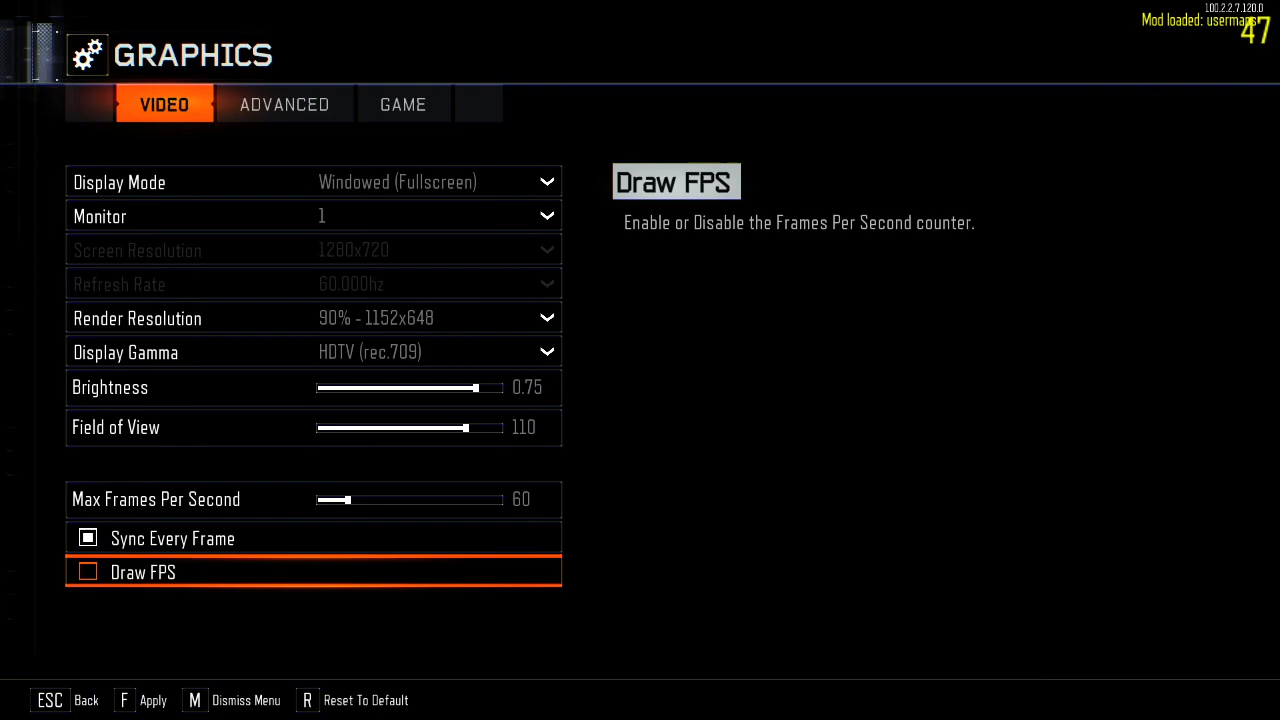 100.2.2.7.120.0
Mod loaded: usermaps
47
GRAPHICS
VIDEO ADVANCED GAME
Display Mode Windowed (Fullscreen)
Monitor 1
Screen Resolution 1280x720
Refresh Rate 60.000hz
Render Resolution 90% - 1152x648
Display Gamma HDTV (rec.709)
Brightness 0.75
Field of View 110
Max Frames Per Second 60
Sync Every Frame
Draw FPS
Draw FPS
Enable or Disable the Frames Per Second counter.
ESC Back F Apply M Dismiss Menu R Reset To Default